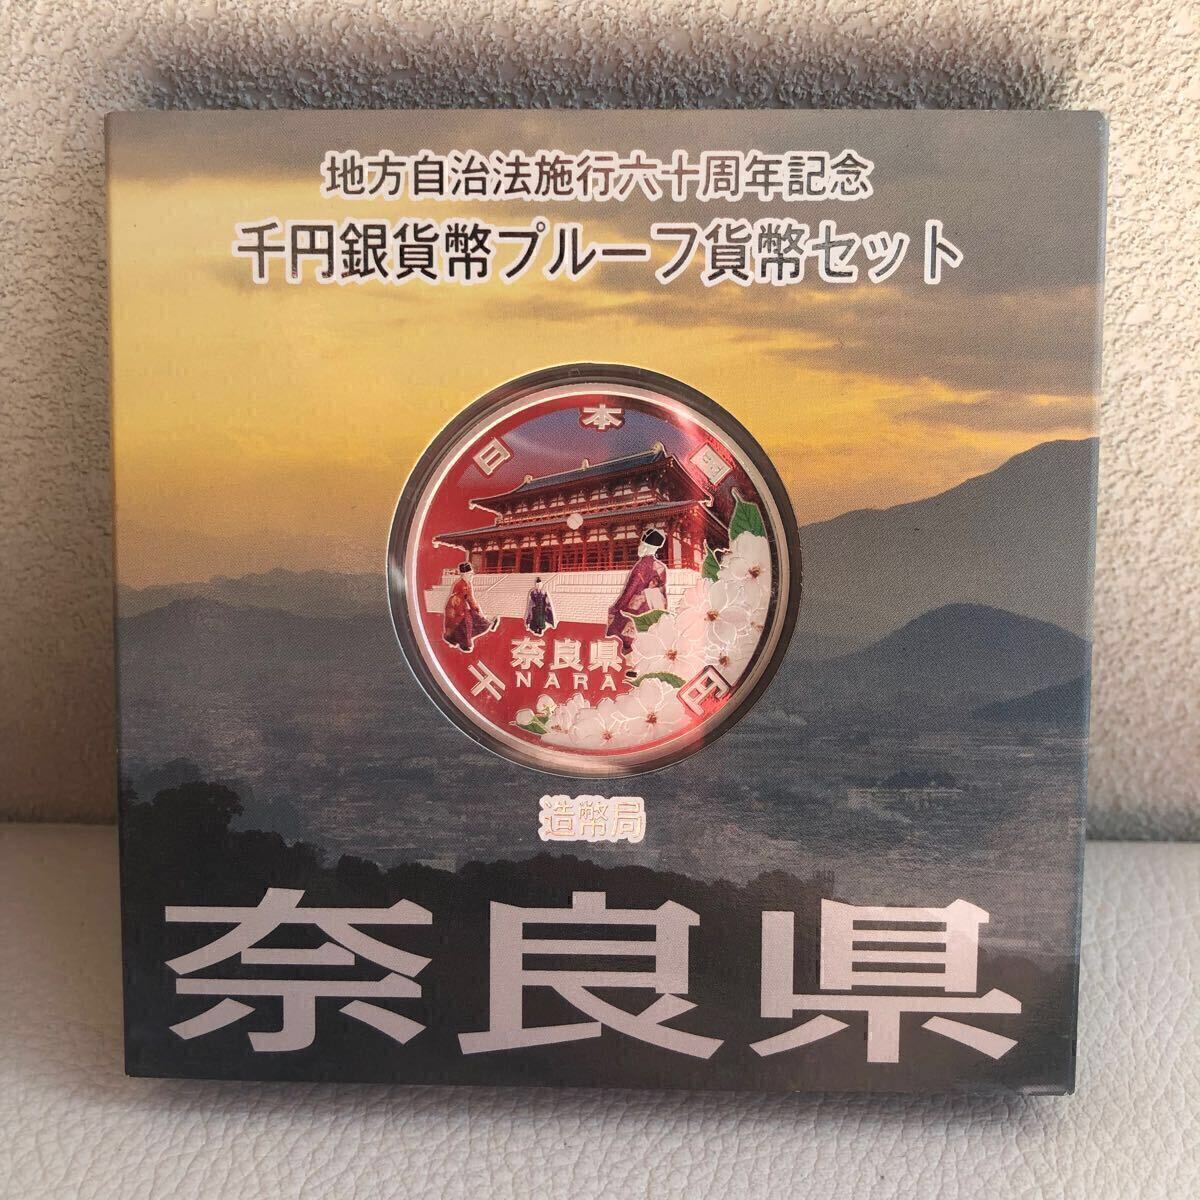 地方自治法施行六十周年記念
千円銀貨幣プルーフ貨幣セット
日本国
奈良県
NARA
千円
造幣局
奈良県